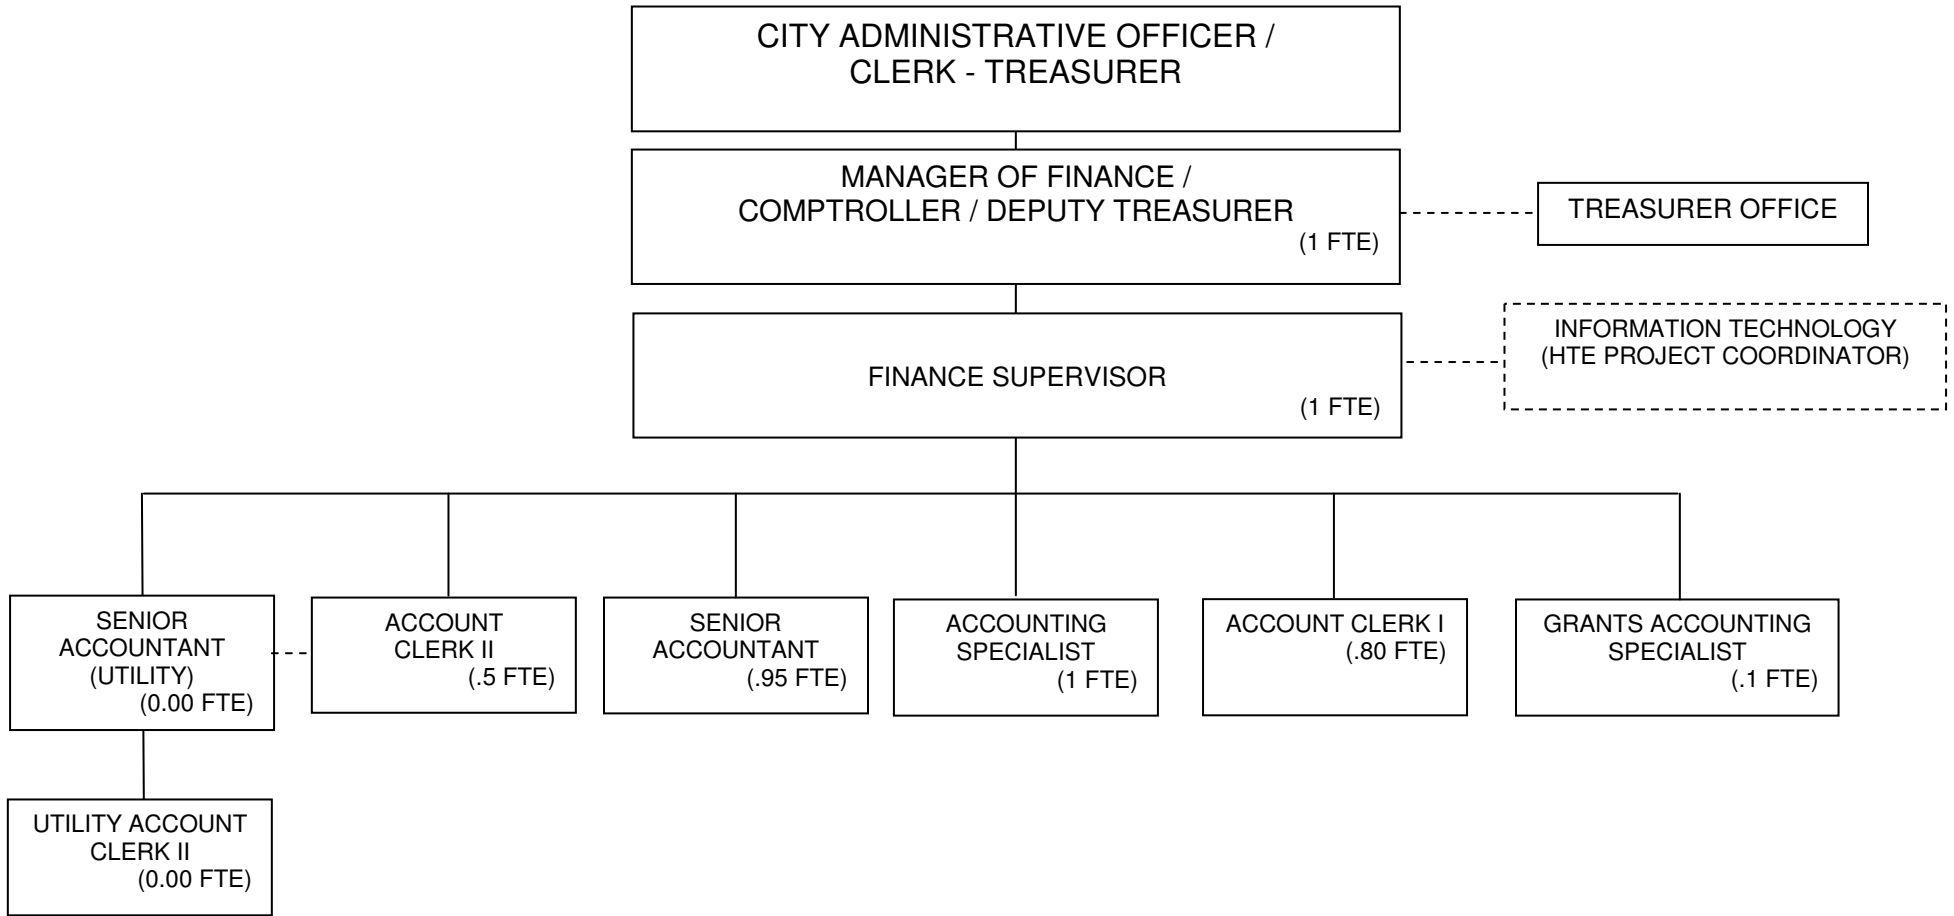 CITY ADMINISTRATIVE OFFICER /
CLERK - TREASURER
MANAGER OF FINANCE /
COMPTROLLER / DEPUTY TREASURER
(1 FTE)
TREASURER OFFICE
FINANCE SUPERVISOR
(1 FTE)
INFORMATION TECHNOLOGY
(HTE PROJECT COORDINATOR)
SENIOR
ACCOUNTANT
(UTILITY)
(0.00 FTE)
ACCOUNT
CLERK II
(.5 FTE)
SENIOR
ACCOUNTANT
(.95 FTE)
ACCOUNTING
SPECIALIST
(1 FTE)
ACCOUNT CLERK I
(.80 FTE)
GRANTS ACCOUNTING
SPECIALIST
(.1 FTE)
UTILITY ACCOUNT
CLERK II
(0.00 FTE)